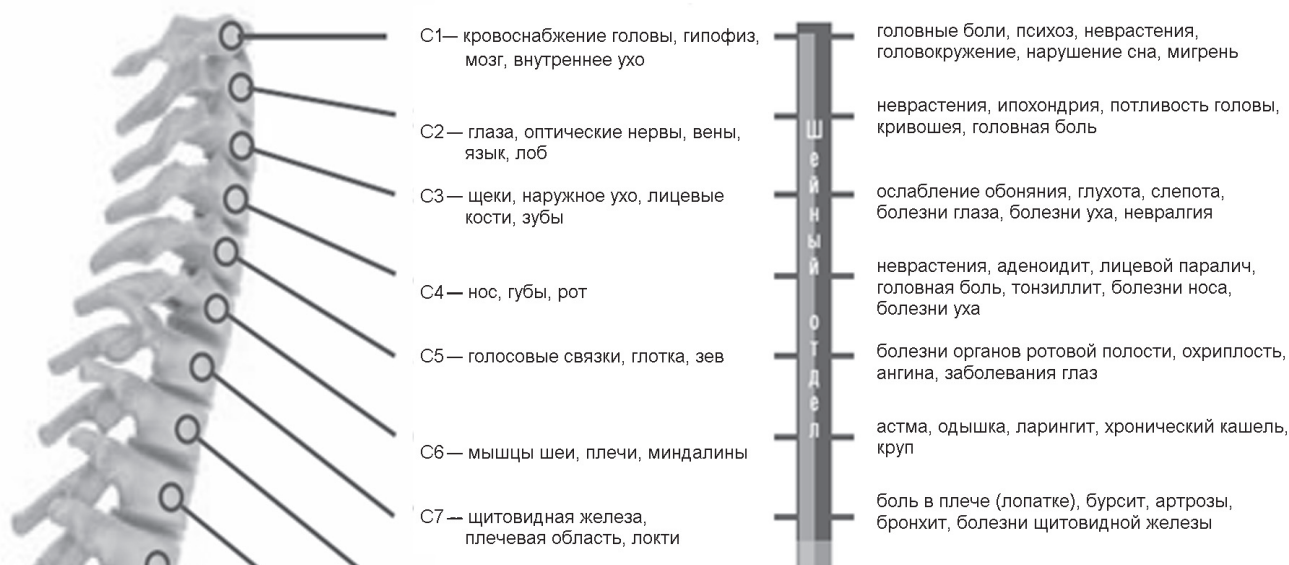 С1— кровоснабжение головы, гипофиз,
мозг, внутреннее ухо
С2— глаза, оптические нервы, вены,
язык, лоб
С3— щеки, наружное ухо, лицевые
кости, зубы
С4— нос, губы, рот
С5— голосовые связки, глотка, зев
С6— мышцы шеи, плечи, миндалины
С7— щитовидная железа,
плечевая область, локти
Шейный отдел
головные боли, психоз, неврастения,
головокружение, нарушение сна, мигрень
неврастения, ипохондрия, потливость головы,
кривошея, головная боль
ослабление обоняния, глухота, слепота,
болезни глаза, болезни уха, невралгия
неврастения, аденоидит, лицевой паралич,
головная боль, тонзиллит, болезни носа,
болезни уха
болезни органов ротовой полости, охриплость,
ангина, заболевания глаз
астма, одышка, ларингит, хронический кашель,
круп
боль в плече (лопатке), бурсит, артрозы,
бронхит, болезни щитовидной железы